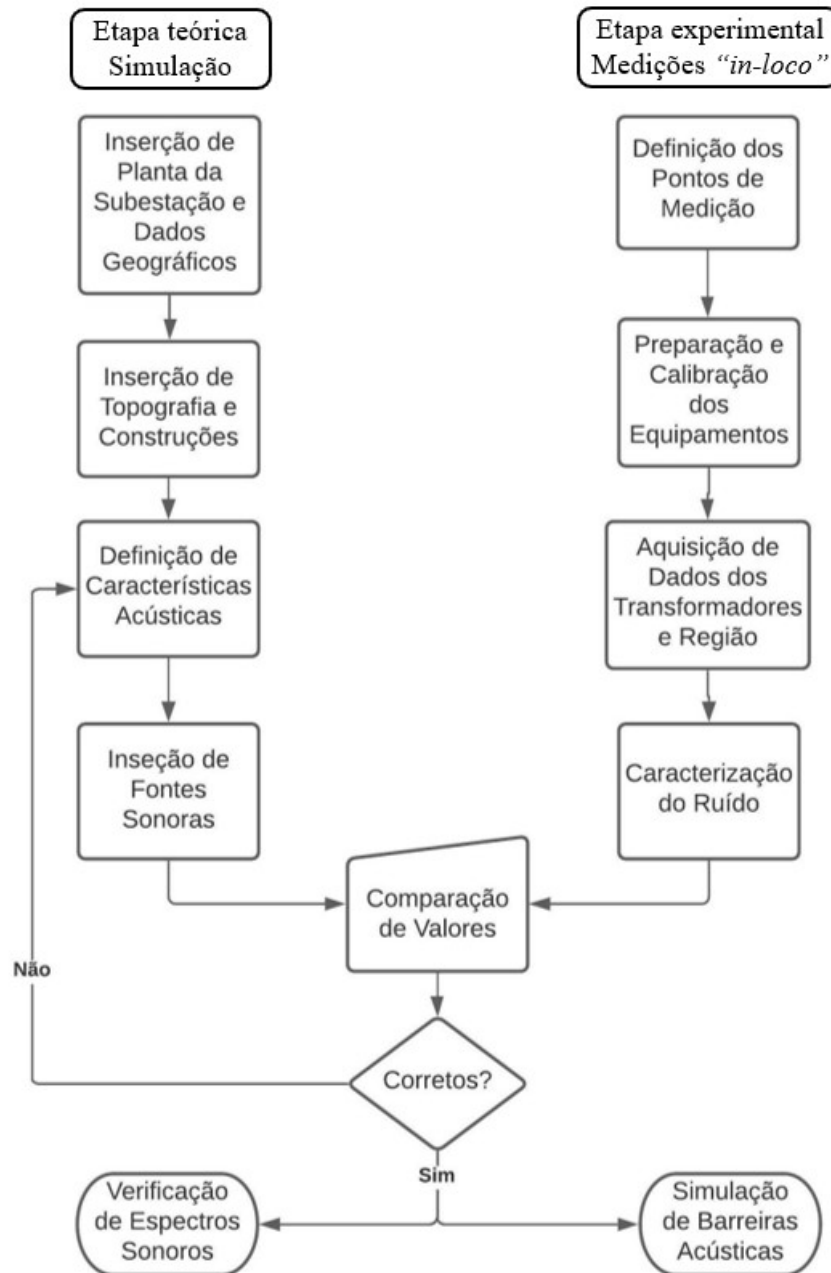 Etapa teórica
Simulação
Etapa experimental
Medições “in-loco”
Inserção de
Planta da
Subestação e
Dados
Geográficos
Definição dos
Pontos de
Medição
Inserção de
Topografia e
Construções
Preparação e
Calibração
dos
Equipamentos
Definição de
Características
Acústicas
Aquisição de
Dados dos
Transformadores
e Região
Inseção de
Fontes
Sonoras
Caracterização
do Ruído
Comparação
de Valores
Não
Corretos?
Sim
Verificação
de Espectros
Sonoros
Simulação
de Barreiras
Acústicas